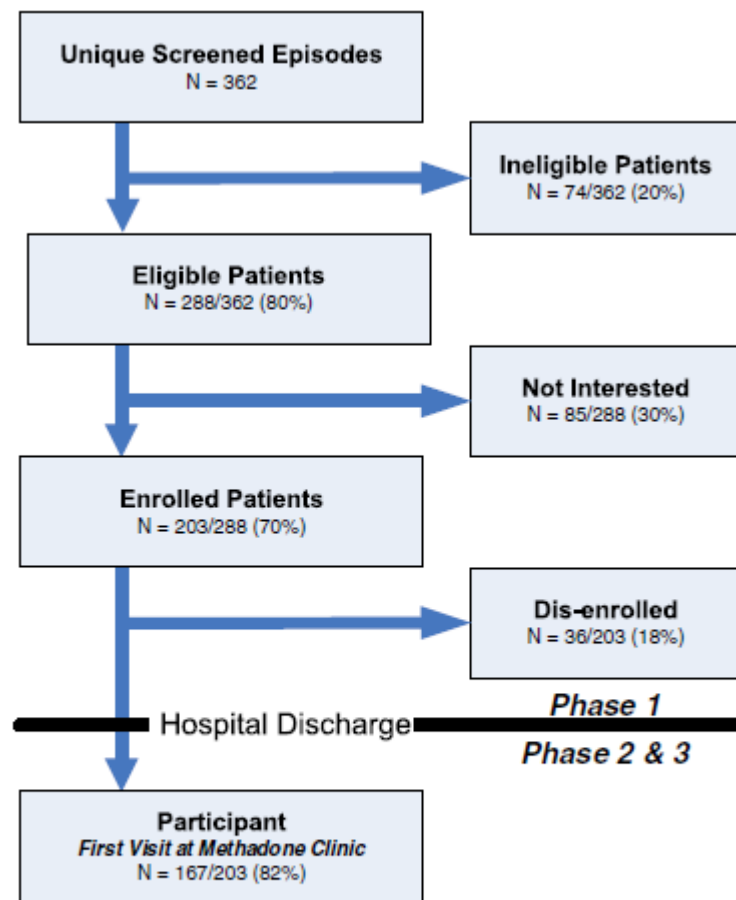 Unique Screened Episodes
N = 362
Ineligible Patients
N = 74/362 (20%)
Eligible Patients
N = 288/362 (80%)
Not Interested
N = 85/288 (30%)
Enrolled Patients
N = 203/288 (70%)
Dis-enrolled
N = 36/203 (18%)
Phase 1
Hospital Discharge
Phase 2 & 3
Participant
First Visit at Methadone Clinic
N = 167/203 (82%)